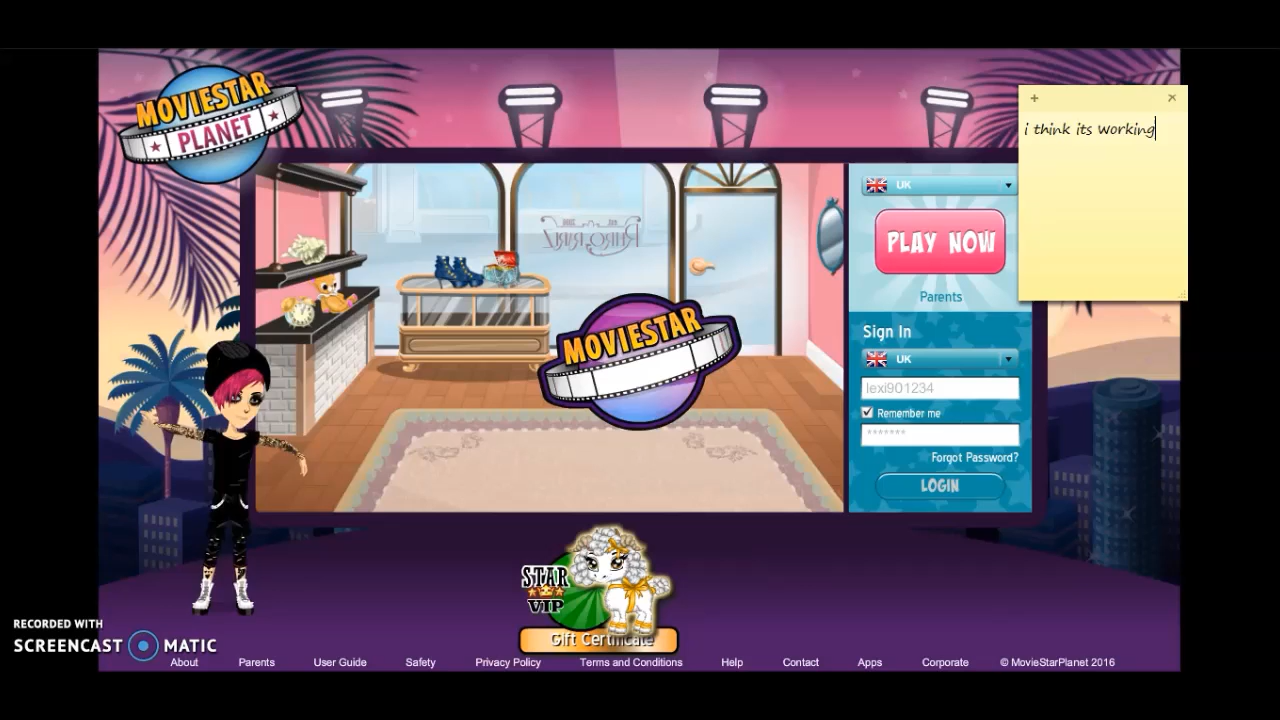 MOVIESTAR
PLANET
i think its working
UK
PLAY NOW
Parents
Sign In
UK
lexi901234
Remember me
*******
Forgot Password?
LOGIN
MOVIESTAR
STAR
VIP
Gift Certificate
RECORDED WITH
SCREENCAST MATIC
About Parents User Guide Safety Privacy Policy Terms and Conditions Help Contact Apps Corporate © MovieStarPlanet 2016